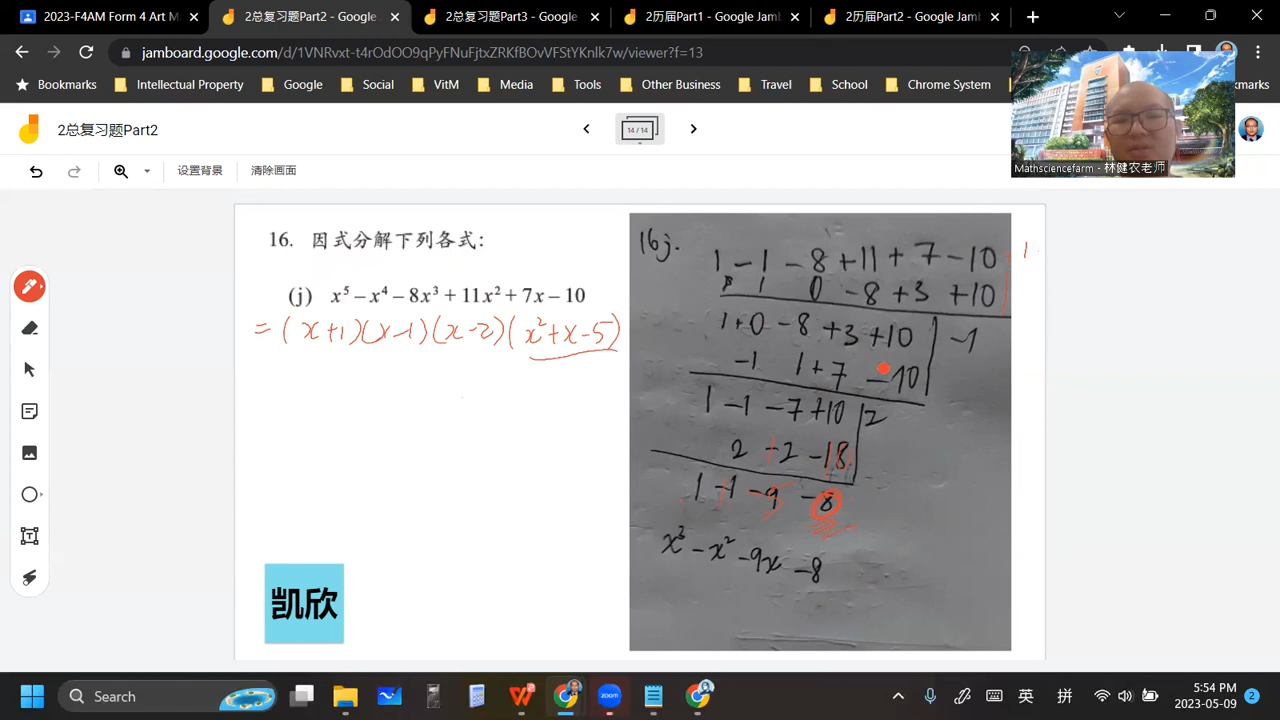 2023-F4AM Form 4 Art M
2总复习题Part2 - Google
2总复习题Part3 - Google
2历届Part1 - Google Jamb
2历届Part2 - Google Jamb
jamboard.google.com/d/1VNRvxt-t4rOdOO9qPvFNuFitxZRKfBOvVFStYKnlk7w/viewer?f=13
Bookmarks
Intellectual Property
Google
Social
VitM
Media
Tools
Other Business
Travel
School
Chrome System
Bookmarks
Mathsciencefarm - 林健农老师
2总复习题Part2
14 / 14
设置背景
清除画面
16. 因式分解下列各式:
(j) x⁵ − x⁴ − 8x³ + 11x² + 7x − 10
= (x+1)(x-1)(x-2)(x²+x-5)
凯欣
16j.
1 -1 -8 +11 +7 -10 | 1
1 0 -8 +3 +10
1 +0 -8 +3 +10 | -1
-1 1 +7 -10
1 -1 -7 +10 | 2
2 -2 -18
1 -1 -9 -8
x³ - x² - 9x - 8
Search
英
拼
5:54 PM
2023-05-09
2